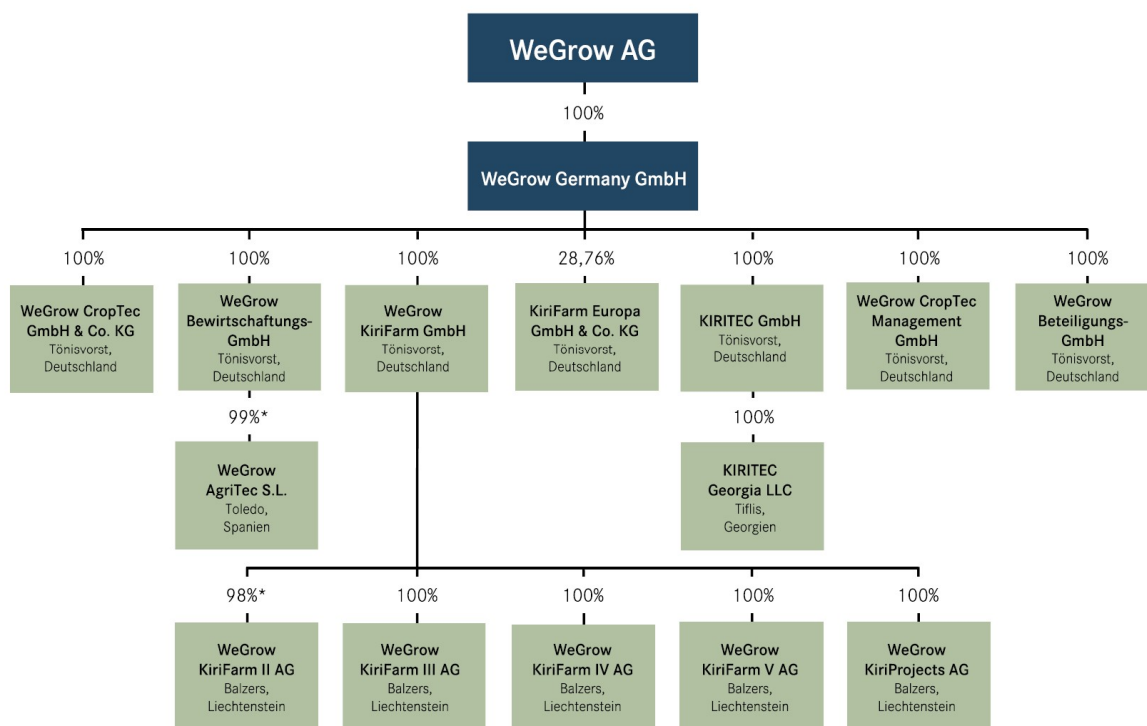 WeGrow AG
100%
WeGrow Germany GmbH
100%
100%
100%
28,76%
100%
100%
100%
WeGrow CropTec
GmbH & Co. KG
Tönisvorst,
Deutschland
WeGrow
Bewirtschaftungs-
GmbH
Tönisvorst,
Deutschland
WeGrow
KiriFarm GmbH
Tönisvorst,
Deutschland
KiriFarm Europa
GmbH & Co. KG
Tönisvorst,
Deutschland
KIRITEC GmbH
Tönisvorst,
Deutschland
WeGrow CropTec
Management
GmbH
Tönisvorst,
Deutschland
WeGrow
Beteiligungs-
GmbH
Tönisvorst,
Deutschland
99%*
100%
WeGrow
AgriTec S.L.
Toledo,
Spanien
KIRITEC
Georgia LLC
Tiflis,
Georgien
98%*
100%
100%
100%
100%
WeGrow
KiriFarm II AG
Balzers,
Liechtenstein
WeGrow
KiriFarm III AG
Balzers,
Liechtenstein
WeGrow
KiriFarm IV AG
Balzers,
Liechtenstein
WeGrow
KiriFarm V AG
Balzers,
Liechtenstein
WeGrow
KiriProjects AG
Balzers,
Liechtenstein